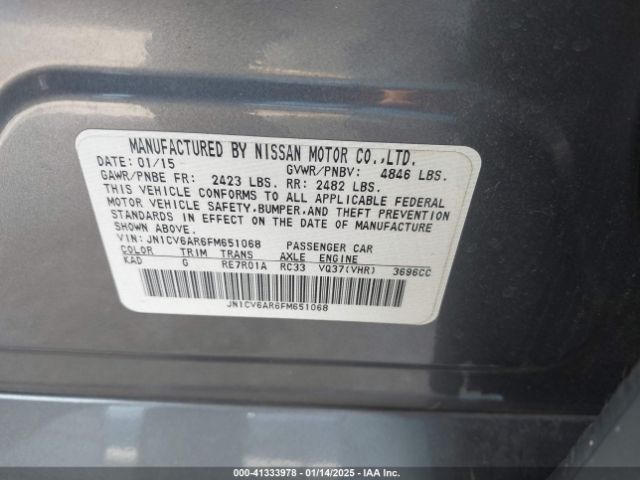 MANUFACTURED BY NISSAN MOTOR CO.,LTD.
DATE: 01/15 GVWR/PNBV: 4846 LBS.
GAWR/PNBE FR: 2423 LBS. RR: 2482 LBS.
THIS VEHICLE CONFORMS TO ALL APPLICABLE FEDERAL
MOTOR VEHICLE SAFETY,BUMPER,AND THEFT PREVENTION
STANDARDS IN EFFECT ON THE DATE OF MANUFACTURE
SHOWN ABOVE.
VIN: JN1CV6AR6FM651068 PASSENGER CAR
COLOR TRIM TRANS AXLE ENGINE
KAD G RE7R01A RC33 VQ37(VHR) 3696CC
JN1CV6AR6FM651068
000-41333978 - 01/14/2025 - IAA Inc.